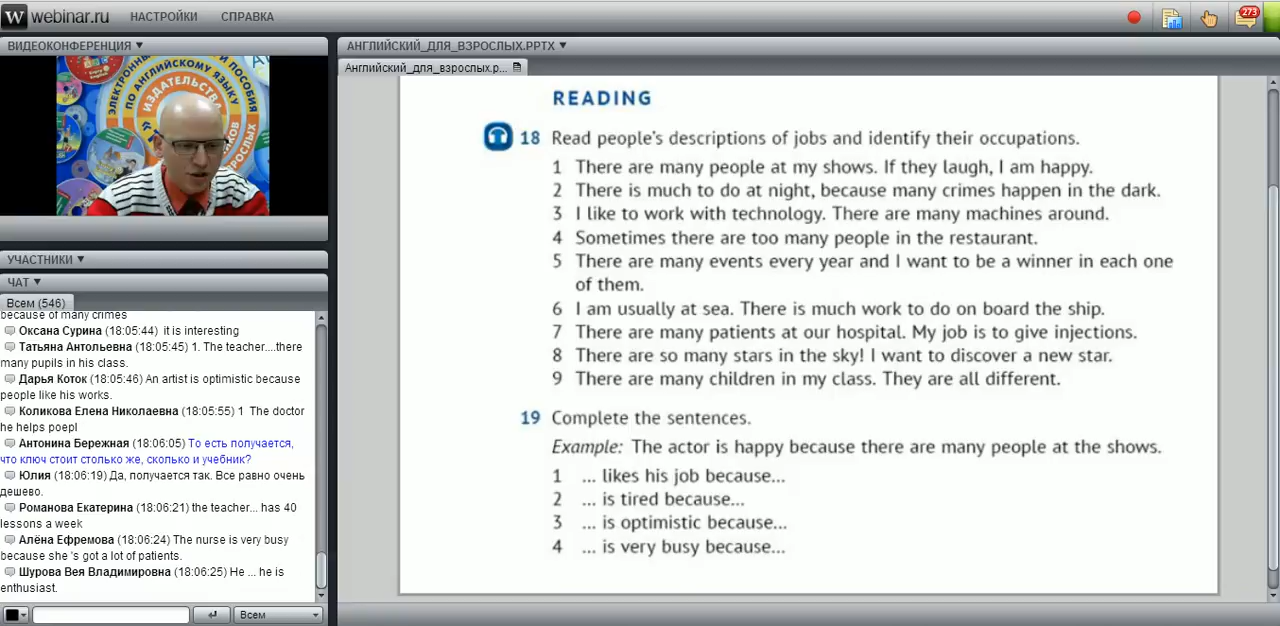 W webinar.ru НАСТРОЙКИ СПРАВКА
273
ВИДЕОКОНФЕРЕНЦИЯ
ЭЛЕКТРОННЫЕ ПОСОБИЯ
ПО АНГЛИЙСКОМУ ЯЗЫКУ
ИЗДАТЕЛЬСТВА
УЧАСТНИКИ
ЧАТ
Всем (546)
because of many crimes
Оксана Сурина (18:05:44) it is interesting
Татьяна Антольевна (18:05:45) 1. The teacher....there
many pupils in his class.
Дарья Коток (18:05:46) An artist is optimistic because
people like his works.
Коликова Елена Николаевна (18:05:55) 1 The doctor
he helps poepl
Антонина Бережная (18:06:05) То есть получается,
что ключ стоит столько же, сколько и учебник?
Юлия (18:06:19) Да, получается так. Все равно очень
дешево.
Романова Екатерина (18:06:21) the teacher... has 40
lessons a week
Алёна Ефремова (18:06:24) The nurse is very busy
because she 's got a lot of patients.
Шурова Вея Владимировна (18:06:25) He ... he is
enthusiast.
Всем
АНГЛИЙСКИЙ_ДЛЯ_ВЗРОСЛЫХ.PPTX
Английский_для_взрослых.p...
READING
18 Read people's descriptions of jobs and identify their occupations.
1 There are many people at my shows. If they laugh, I am happy.
2 There is much to do at night, because many crimes happen in the dark.
3 I like to work with technology. There are many machines around.
4 Sometimes there are too many people in the restaurant.
5 There are many events every year and I want to be a winner in each one
of them.
6 I am usually at sea. There is much work to do on board the ship.
7 There are many patients at our hospital. My job is to give injections.
8 There are so many stars in the sky! I want to discover a new star.
9 There are many children in my class. They are all different.
19 Complete the sentences.
Example: The actor is happy because there are many people at the shows.
1 ... likes his job because...
2 ... is tired because...
3 ... is optimistic because...
4 ... is very busy because...